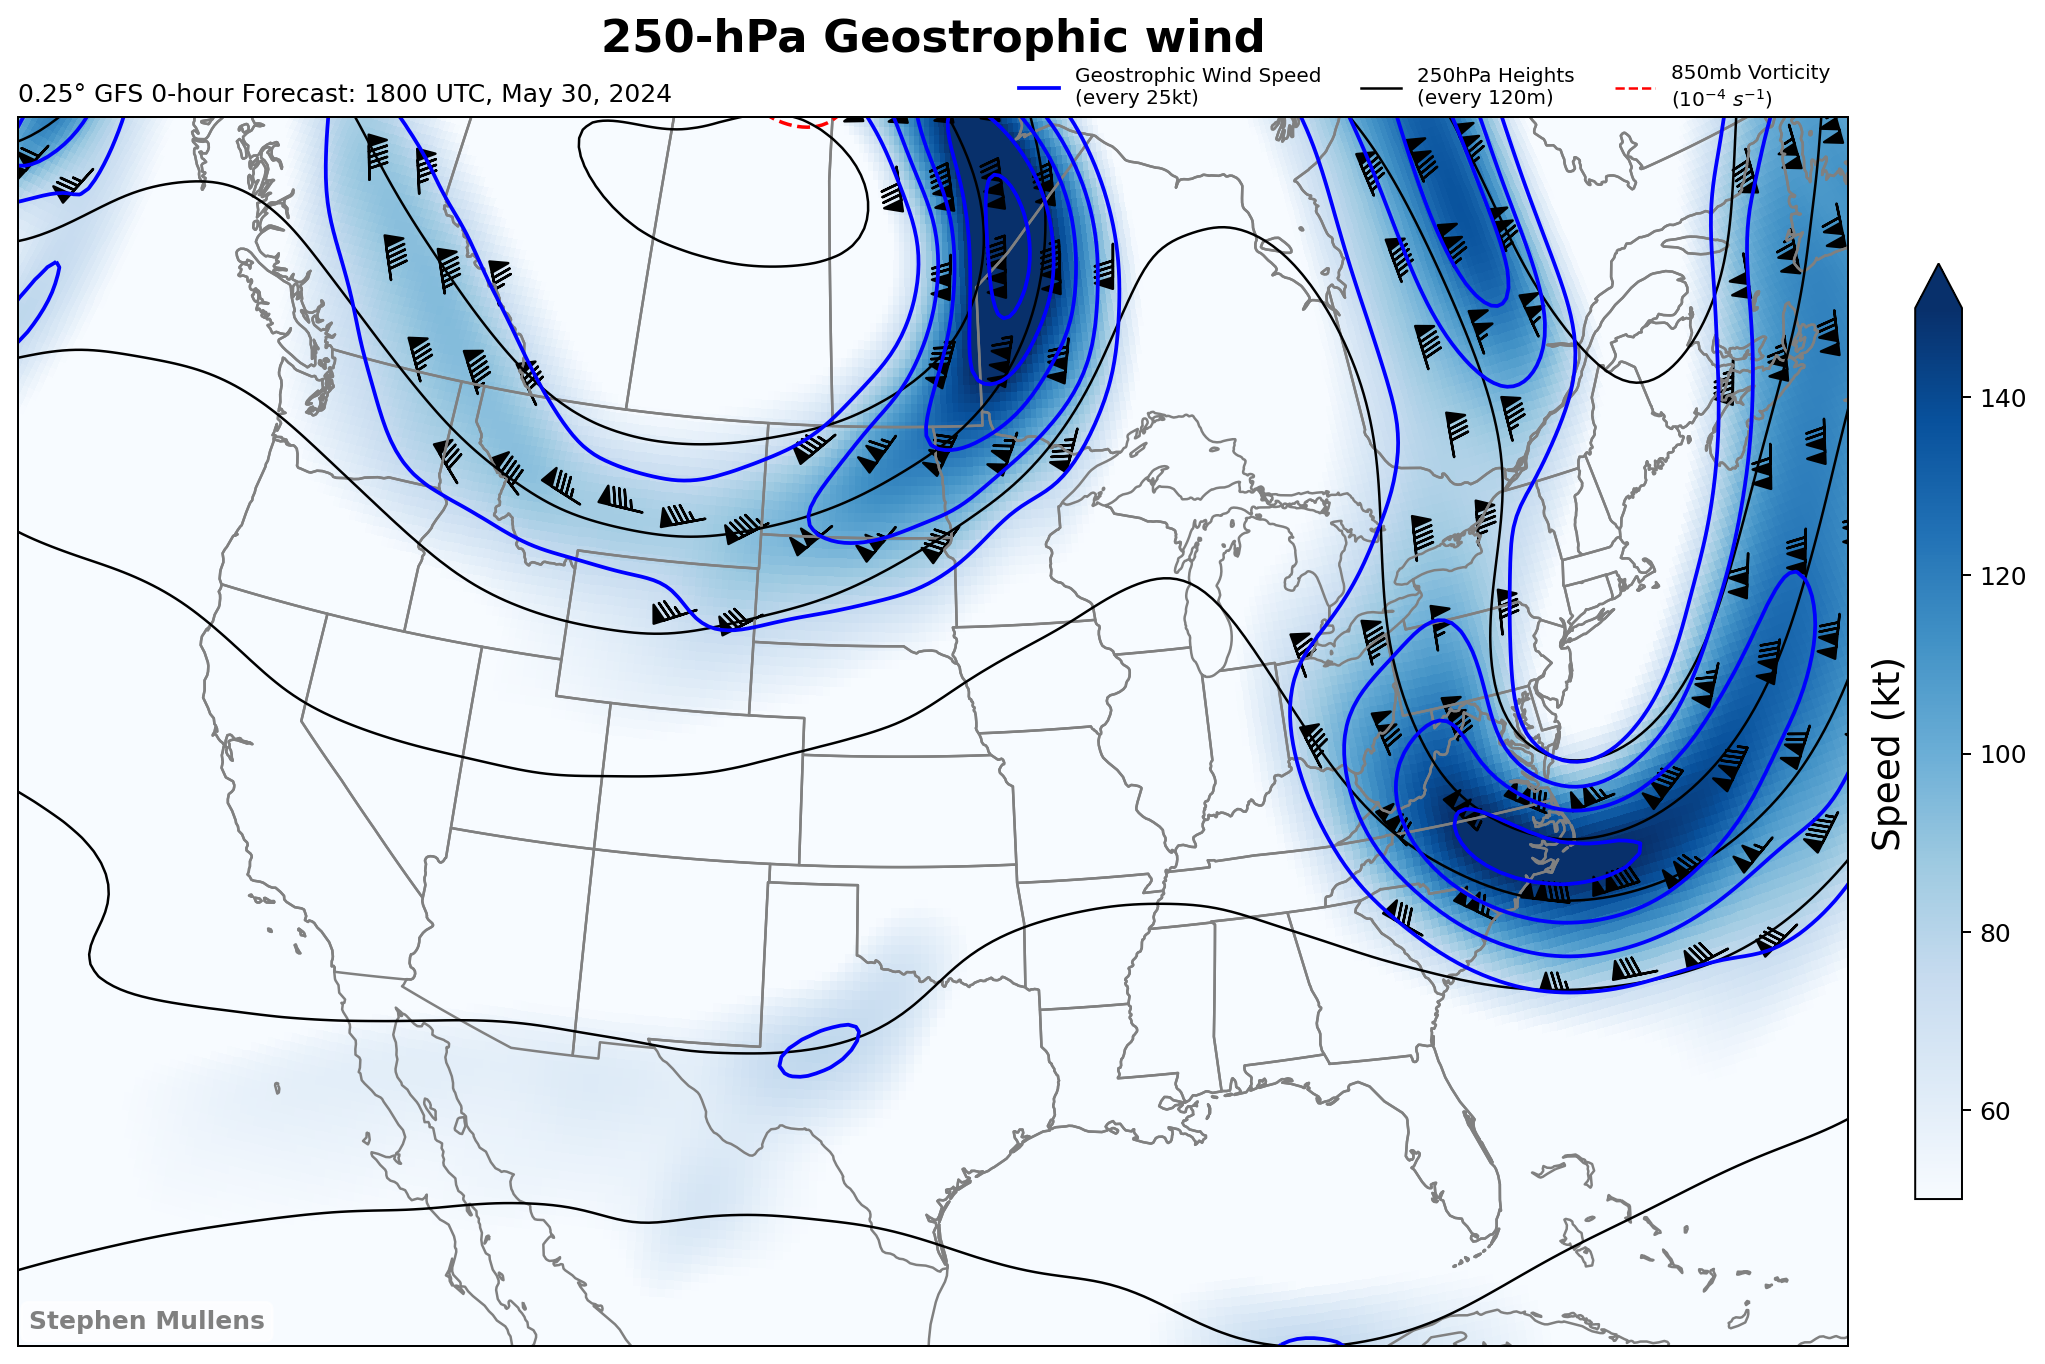 250-hPa Geostrophic wind
0.25° GFS 0-hour Forecast: 1800 UTC, May 30, 2024
Geostrophic Wind Speed
(every 25kt)
250hPa Heights
(every 120m)
850mb Vorticity
(10⁻⁴ s⁻¹)
140
120
100
80
60
Speed (kt)
Stephen Mullens